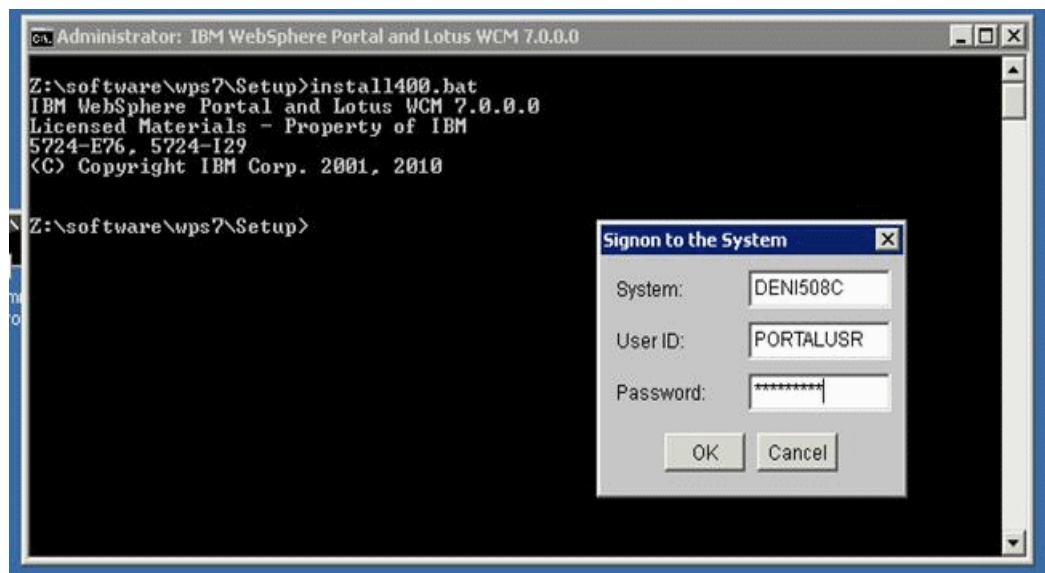 Administrator: IBM WebSphere Portal and Lotus WCM 7.0.0.0
Z:\software\wps7\Setup>install400.bat
IBM WebSphere Portal and Lotus WCM 7.0.0.0
Licensed Materials - Property of IBM
5724-E76, 5724-I29
(C) Copyright IBM Corp. 2001, 2010
Z:\software\wps7\Setup>
Signon to the System
System: DENI508C
User ID: PORTALUSR
Password: *********
OK Cancel